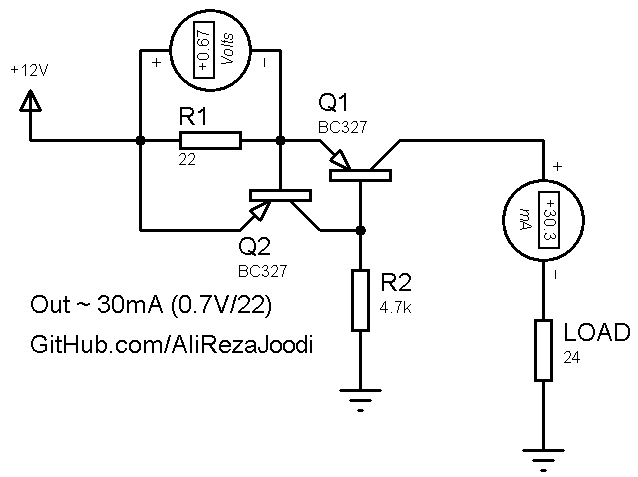 +12V
+
+0.67
Volts
−
R1
22
Q1
BC327
Q2
BC327
+
+30.3
mA
−
R2
4.7k
LOAD
24
Out ~ 30mA (0.7V/22)
GitHub.com/AliRezaJoodi